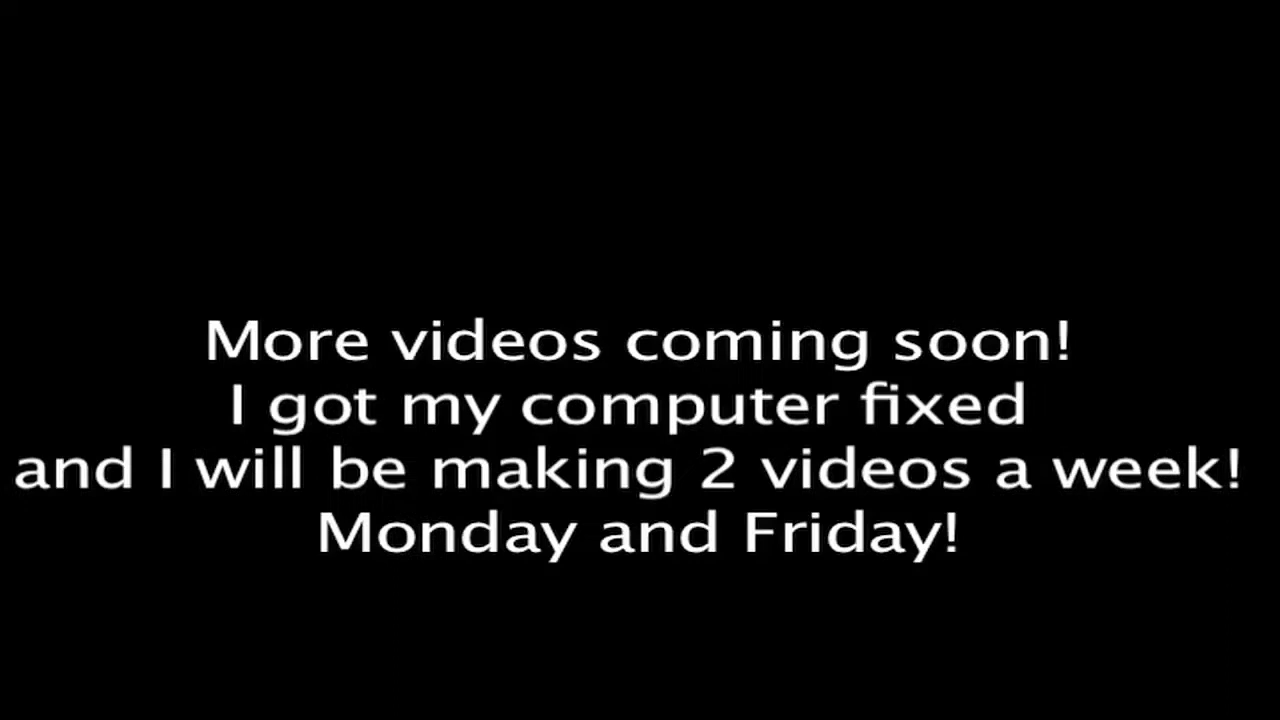 More videos coming soon!
I got my computer fixed
and I will be making 2 videos a week!
Monday and Friday!